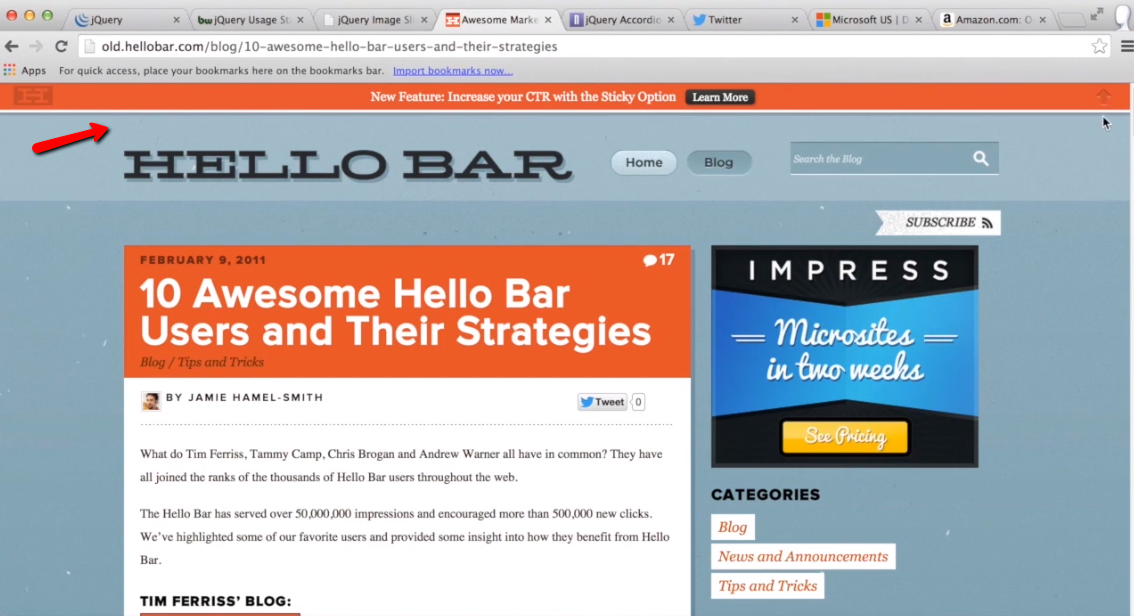 jQuery
jQuery Usage St
jQuery Image Sl
Awesome Marke
jQuery Accordio
Twitter
Microsoft US | D
Amazon.com: O
old.hellobar.com/blog/10-awesome-hello-bar-users-and-their-strategies
Apps For quick access, place your bookmarks here on the bookmarks bar. Import bookmarks now...
H New Feature: Increase your CTR with the Sticky Option Learn More
HELLO BAR
Home
Blog
Search the Blog
SUBSCRIBE
FEBRUARY 9, 2011
17
10 Awesome Hello Bar
Users and Their Strategies
Blog / Tips and Tricks
BY JAMIE HAMEL-SMITH
Tweet 0
What do Tim Ferriss, Tammy Camp, Chris Brogan and Andrew Warner all have in common? They have
all joined the ranks of the thousands of Hello Bar users throughout the web.
The Hello Bar has served over 50,000,000 impressions and encouraged more than 500,000 new clicks.
We've highlighted some of our favorite users and provided some insight into how they benefit from Hello
Bar.
TIM FERRISS' BLOG:
IMPRESS
Microsites
in two weeks
See Pricing
CATEGORIES
Blog
News and Announcements
Tips and Tricks